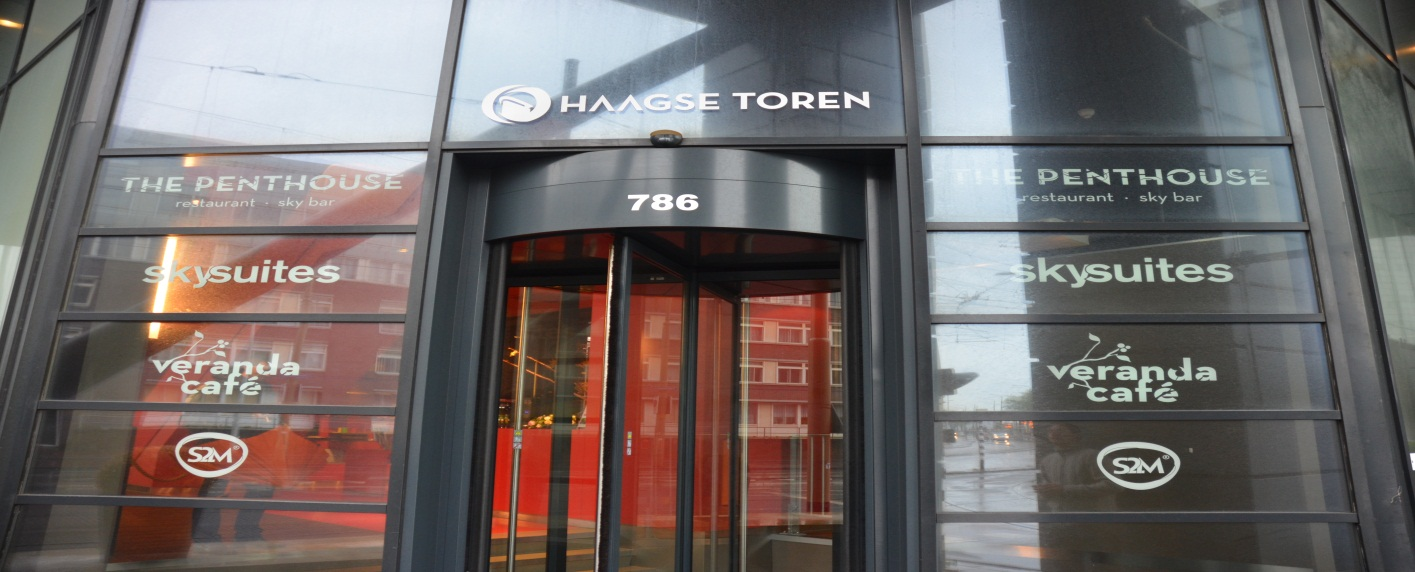 HAAGSE TOREN
786
THE PENTHOUSE
restaurant · sky bar
skysuites
veranda
café
S2M®
THE PENTHOUSE
restaurant · sky bar
skysuites
veranda
café
S2M®